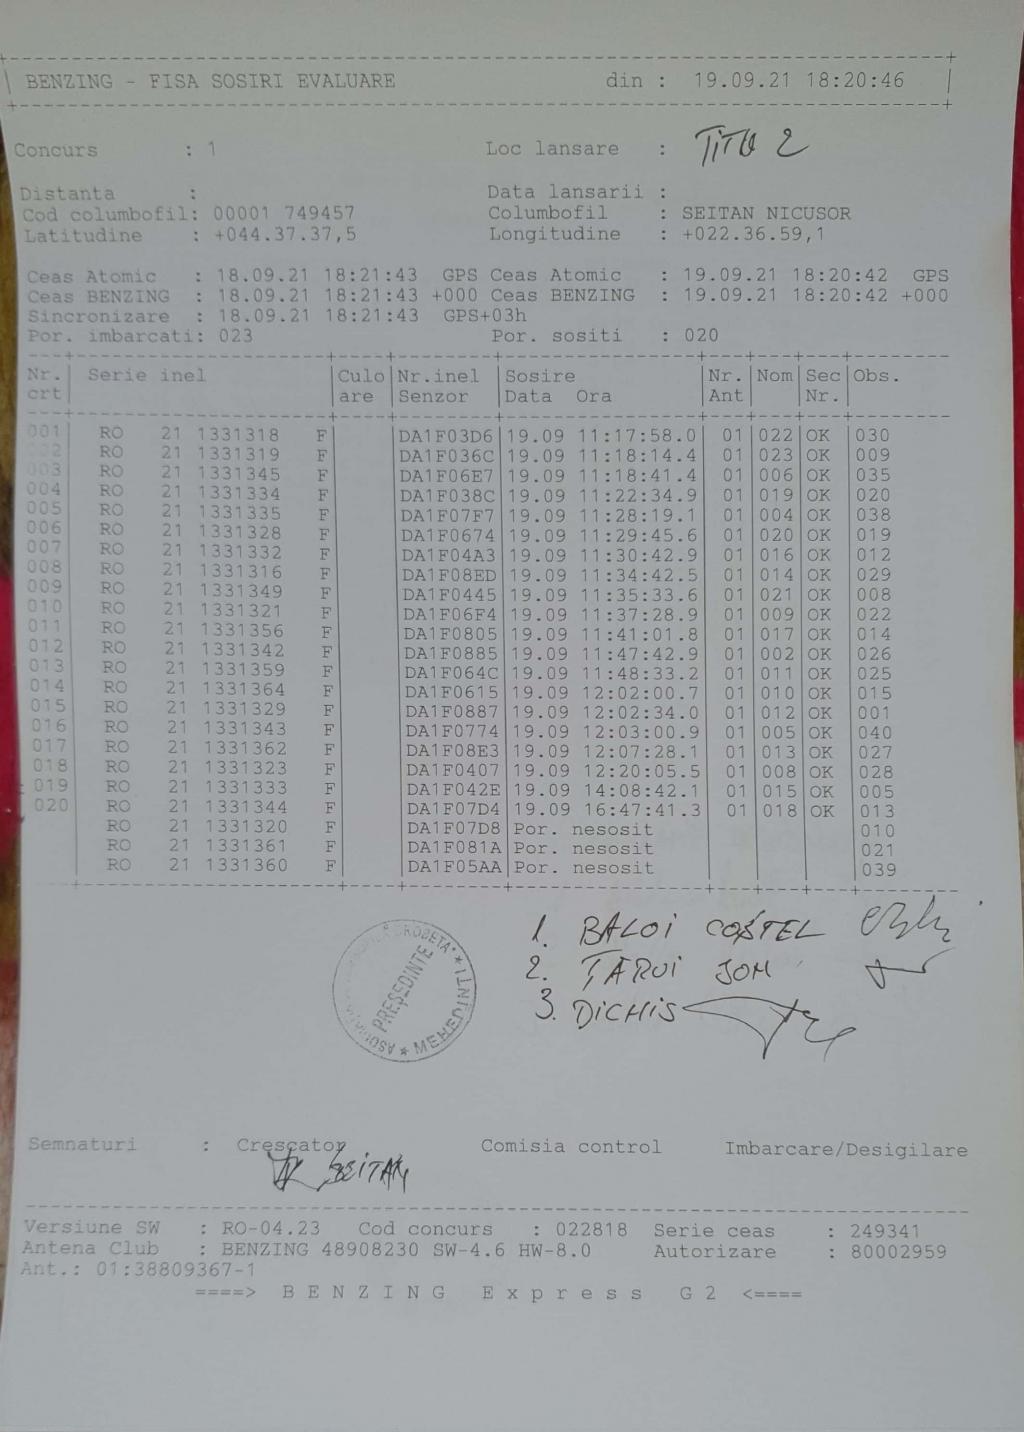 BENZING - FISA SOSIRI EVALUARE din : 19.09.21 18:20:46
Concurs : 1 Loc lansare : TITU 2
Distanta : Data lansarii :
Cod columbofil: 00001 749457 Columbofil : SEITAN NICUSOR
Latitudine : +044.37.37,5 Longitudine : +022.36.59,1
Ceas Atomic : 18.09.21 18:21:43 GPS Ceas Atomic : 19.09.21 18:20:42 GPS
Ceas BENZING : 18.09.21 18:21:43 +000 Ceas BENZING : 19.09.21 18:20:42 +000
Sincronizare : 18.09.21 18:21:43 GPS+03h
Por. imbarcati: 023 Por. sositi : 020
Nr. Serie inel Culo Nr.inel Sosire Nr. Nom Sec Obs.
crt are Senzor Data Ora Ant Nr.
001 RO 21 1331318 F DA1F03D6 19.09 11:17:58.0 01 022 OK 030
002 RO 21 1331319 F DA1F036C 19.09 11:18:14.4 01 023 OK 009
003 RO 21 1331345 F DA1F06E7 19.09 11:18:41.4 01 006 OK 035
004 RO 21 1331334 F DA1F038C 19.09 11:22:34.9 01 019 OK 020
005 RO 21 1331335 F DA1F07F7 19.09 11:28:19.1 01 004 OK 038
006 RO 21 1331328 F DA1F0674 19.09 11:29:45.6 01 020 OK 019
007 RO 21 1331332 F DA1F04A3 19.09 11:30:42.9 01 016 OK 012
008 RO 21 1331316 F DA1F08ED 19.09 11:34:42.5 01 014 OK 029
009 RO 21 1331349 F DA1F0445 19.09 11:35:33.6 01 021 OK 008
010 RO 21 1331321 F DA1F06F4 19.09 11:37:28.9 01 009 OK 022
011 RO 21 1331356 F DA1F0805 19.09 11:41:01.8 01 017 OK 014
012 RO 21 1331342 F DA1F0885 19.09 11:47:42.9 01 002 OK 026
013 RO 21 1331359 F DA1F064C 19.09 11:48:33.2 01 011 OK 025
014 RO 21 1331364 F DA1F0615 19.09 12:02:00.7 01 010 OK 015
015 RO 21 1331329 F DA1F0887 19.09 12:02:34.0 01 012 OK 001
016 RO 21 1331343 F DA1F0774 19.09 12:03:00.9 01 005 OK 040
017 RO 21 1331362 F DA1F08E3 19.09 12:07:28.1 01 013 OK 027
018 RO 21 1331323 F DA1F0407 19.09 12:20:05.5 01 008 OK 028
019 RO 21 1331333 F DA1F042E 19.09 14:08:42.1 01 015 OK 005
020 RO 21 1331344 F DA1F07D4 19.09 16:47:41.3 01 018 OK 013
RO 21 1331320 F DA1F07D8 Por. nesosit 010
RO 21 1331361 F DA1F081A Por. nesosit 021
RO 21 1331360 F DA1F05AA Por. nesosit 039
1. BALOI COSTEL
2. ȚAROI ION
3. DICHIS
DROBETA" * MEHEDINTI *
PREȘEDINTE
Semnaturi : Crescator Comisia control Imbarcare/Desigilare
SEITAN
Versiune SW : RO-04.23 Cod concurs : 022818 Serie ceas : 249341
Antena Club : BENZING 48908230 SW-4.6 HW-8.0 Autorizare : 80002959
Ant.: 01:38809367-1
====> B E N Z I N G E x p r e s s G 2 <====